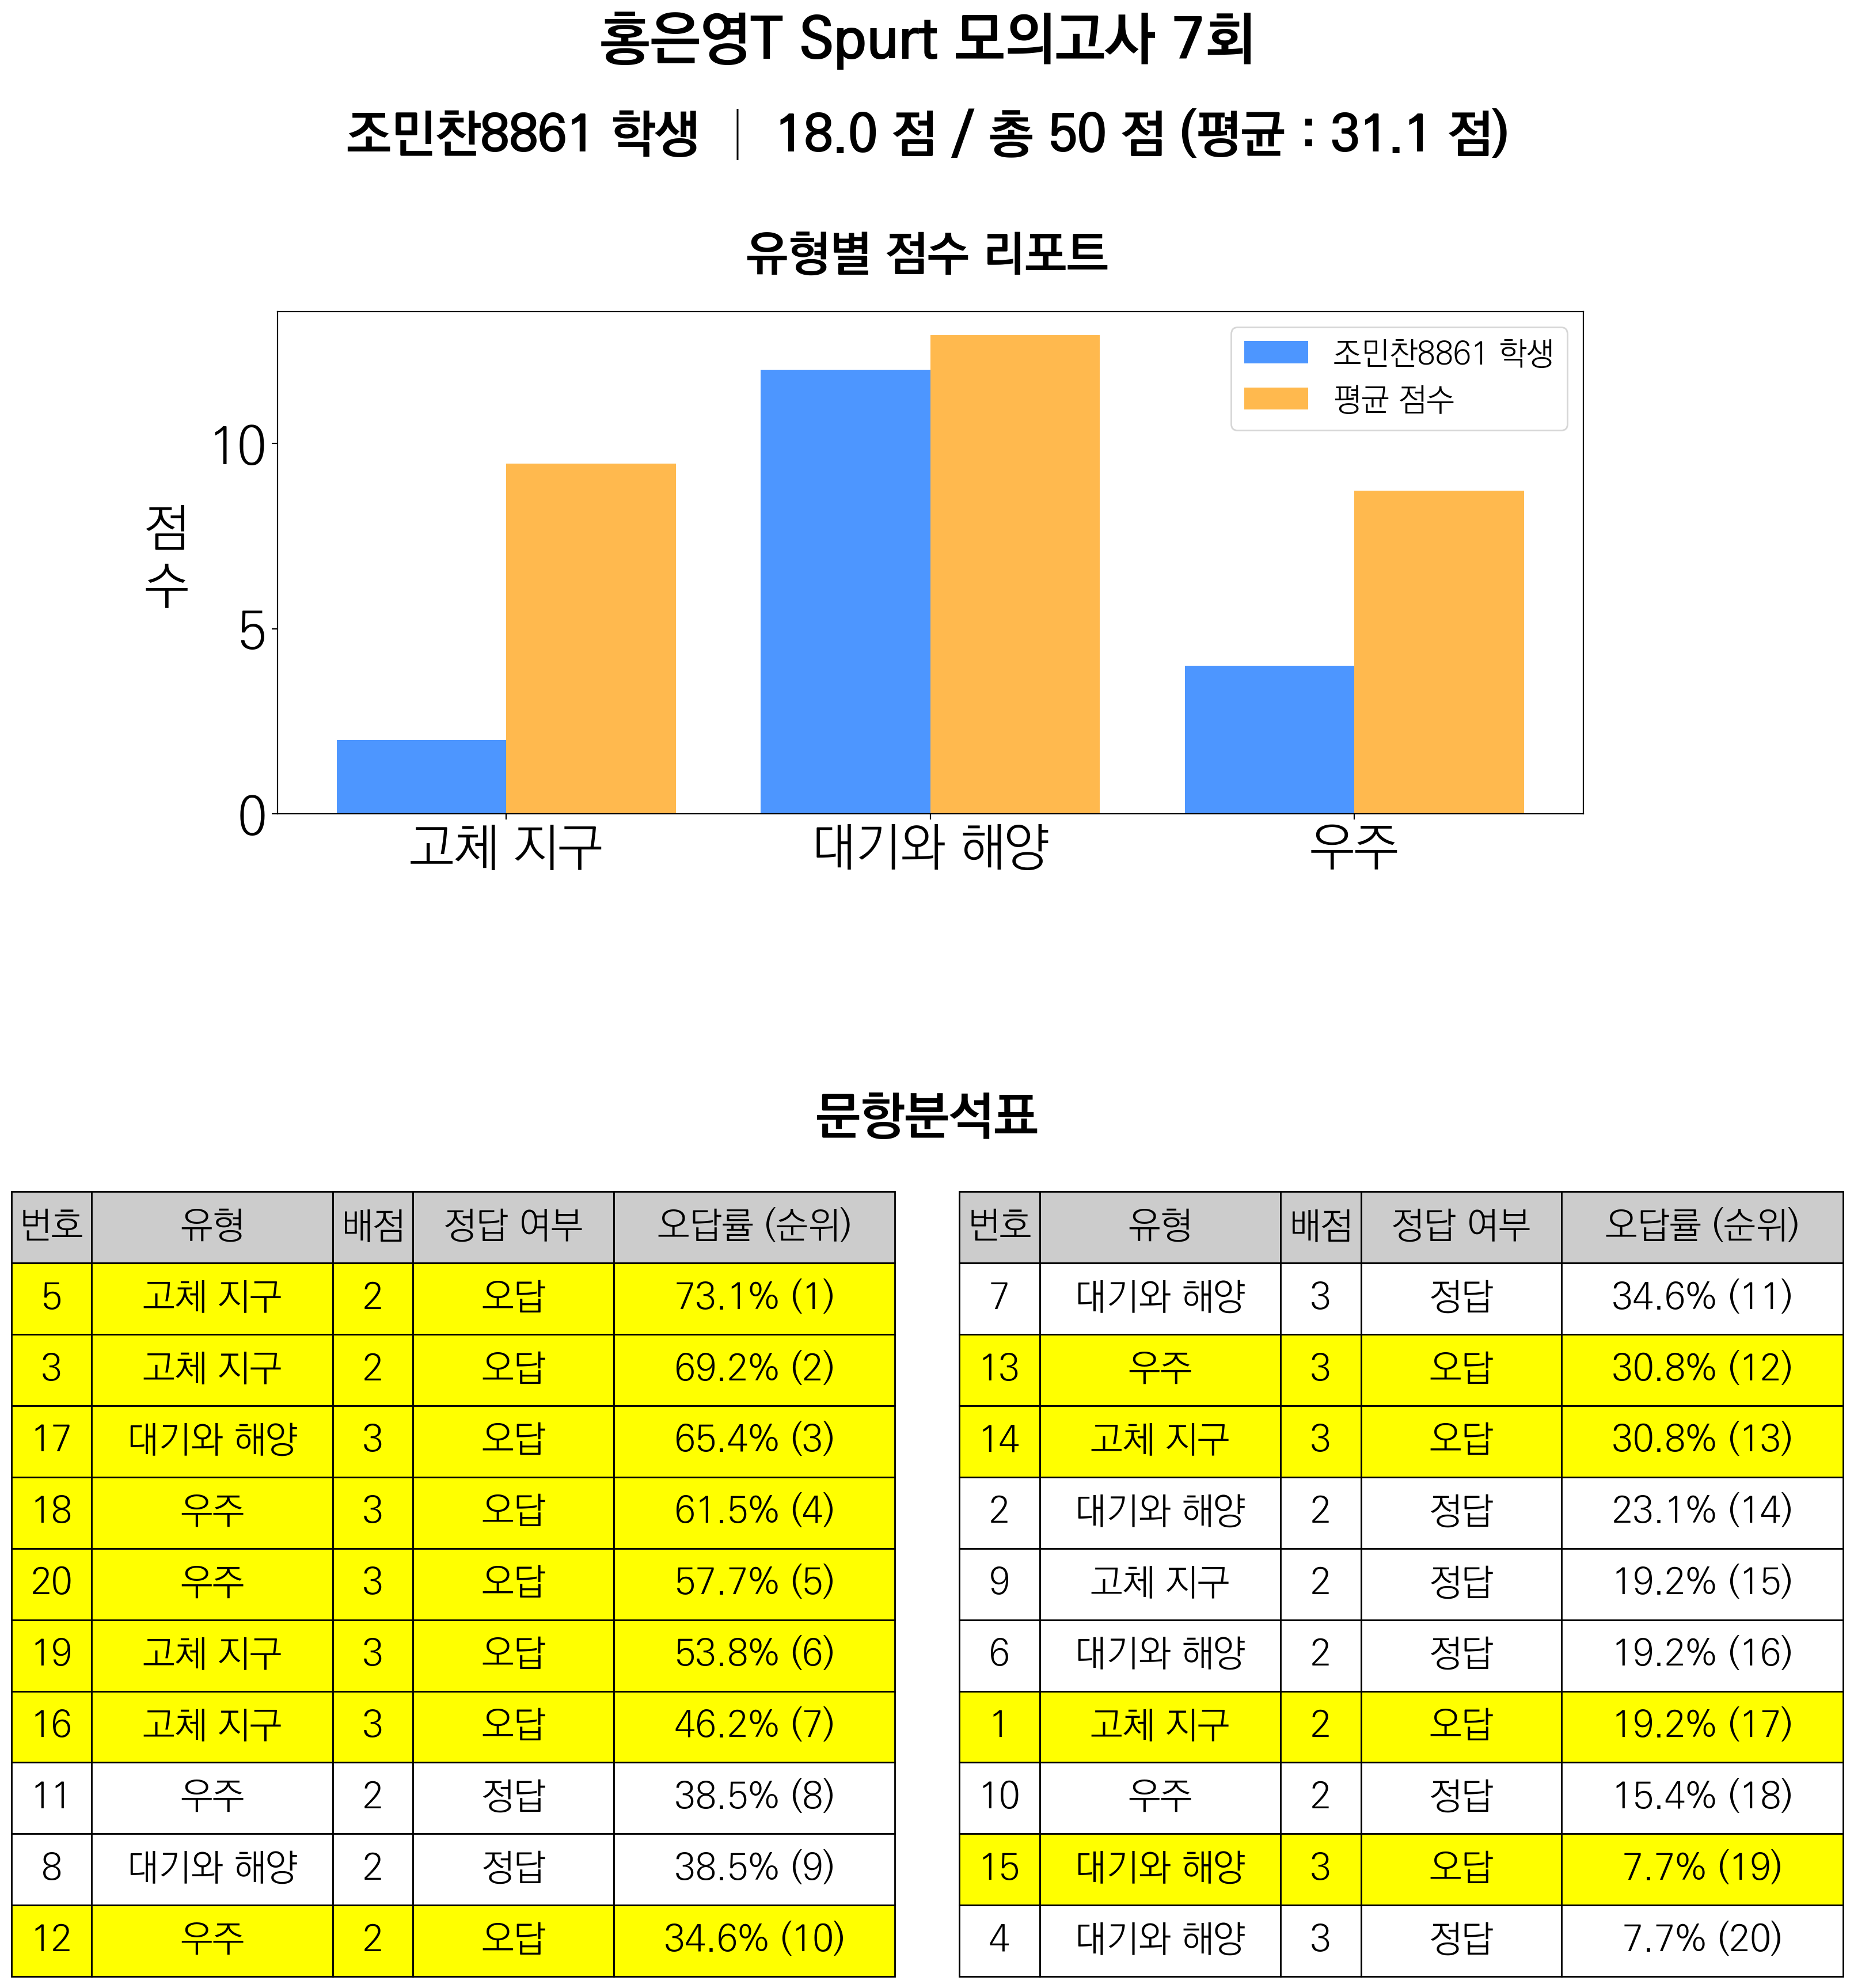 홍은영T Spurt 모의고사 7회
조민찬8861 학생 │ 18.0 점 / 총 50 점 (평균 : 31.1 점)
유형별 점수 리포트
조민찬8861 학생
평균 점수
점
수
10
5
0
고체 지구 대기와 해양 우주
문항분석표
번호 유형 배점 정답 여부 오답률 (순위)
5 고체 지구 2 오답 73.1% (1)
3 고체 지구 2 오답 69.2% (2)
17 대기와 해양 3 오답 65.4% (3)
18 우주 3 오답 61.5% (4)
20 우주 3 오답 57.7% (5)
19 고체 지구 3 오답 53.8% (6)
16 고체 지구 3 오답 46.2% (7)
11 우주 2 정답 38.5% (8)
8 대기와 해양 2 정답 38.5% (9)
12 우주 2 오답 34.6% (10)
번호 유형 배점 정답 여부 오답률 (순위)
7 대기와 해양 3 정답 34.6% (11)
13 우주 3 오답 30.8% (12)
14 고체 지구 3 오답 30.8% (13)
2 대기와 해양 2 정답 23.1% (14)
9 고체 지구 2 정답 19.2% (15)
6 대기와 해양 2 정답 19.2% (16)
1 고체 지구 2 오답 19.2% (17)
10 우주 2 정답 15.4% (18)
15 대기와 해양 3 오답 7.7% (19)
4 대기와 해양 3 정답 7.7% (20)